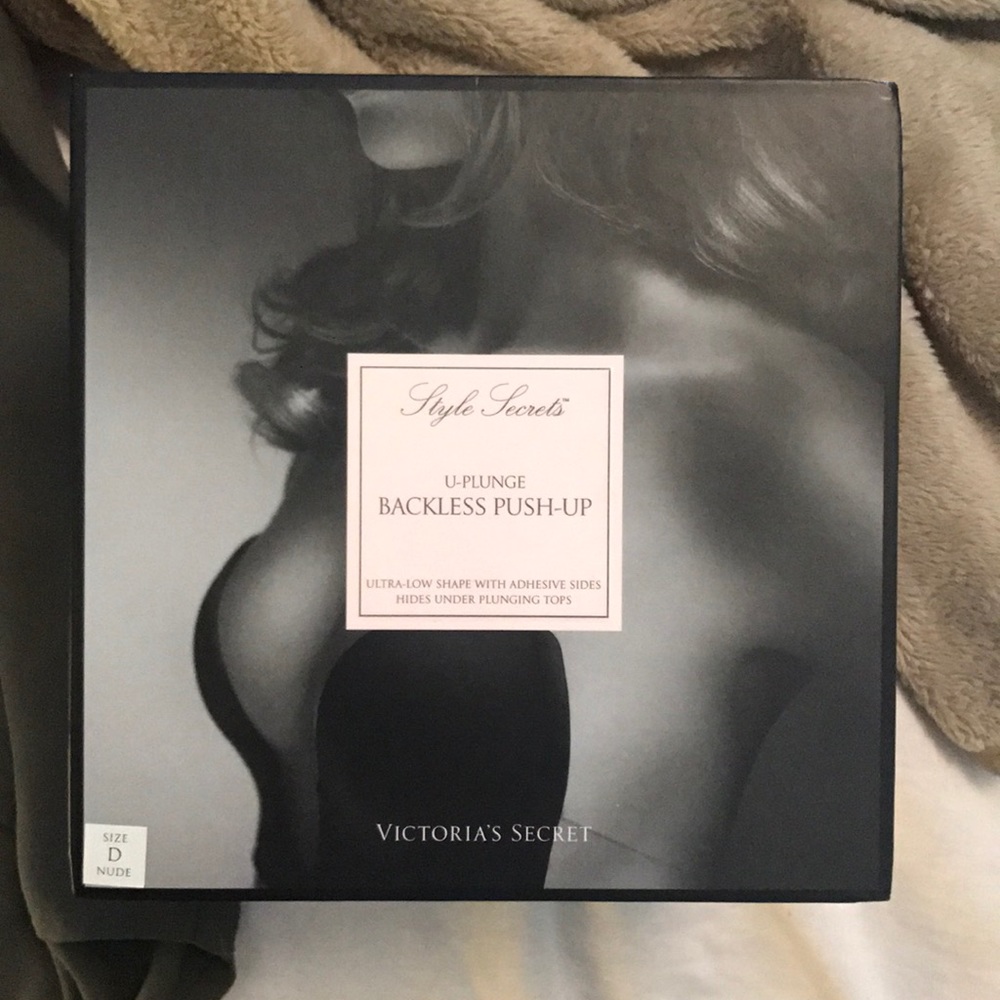 Style Secrets™
U-PLUNGE
BACKLESS PUSH-UP
ULTRA-LOW SHAPE WITH ADHESIVE SIDES
HIDES UNDER PLUNGING TOPS
VICTORIA'S SECRET
SIZE
D
NUDE